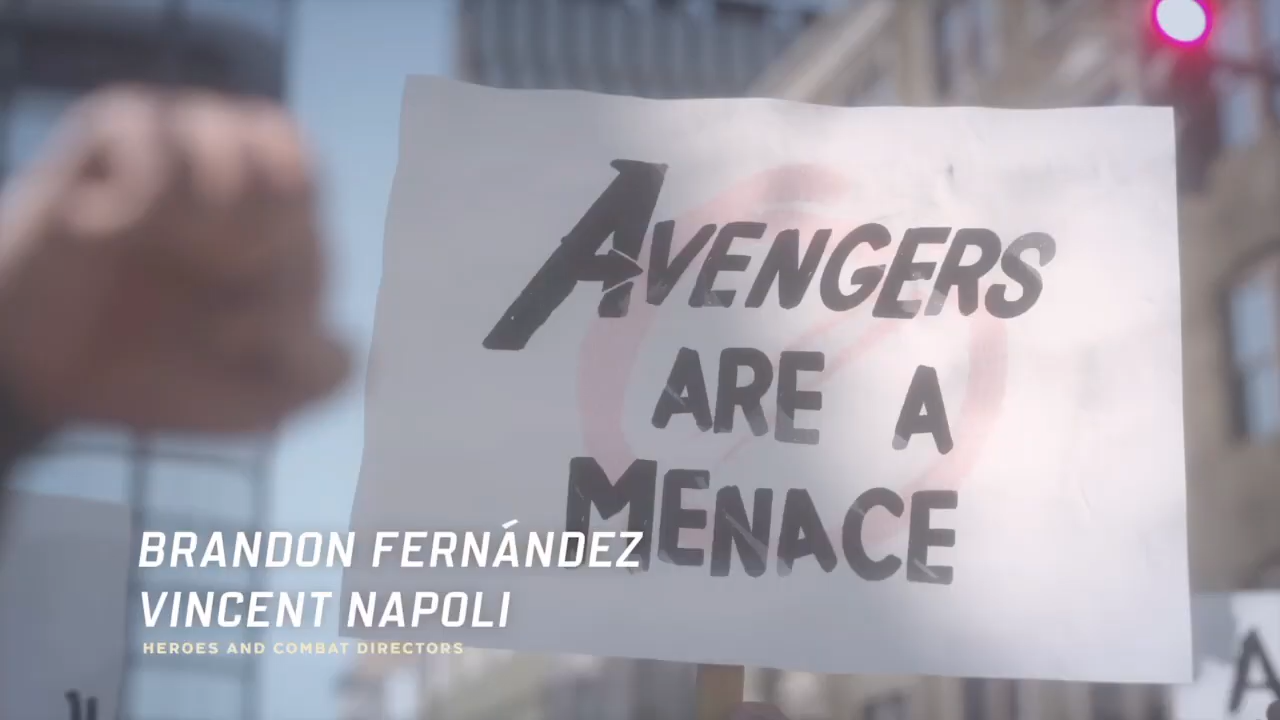 AVENGERS
ARE A
MENACE
BRANDON FERNÁNDEZ
VINCENT NAPOLI
HEROES AND COMBAT DIRECTORS